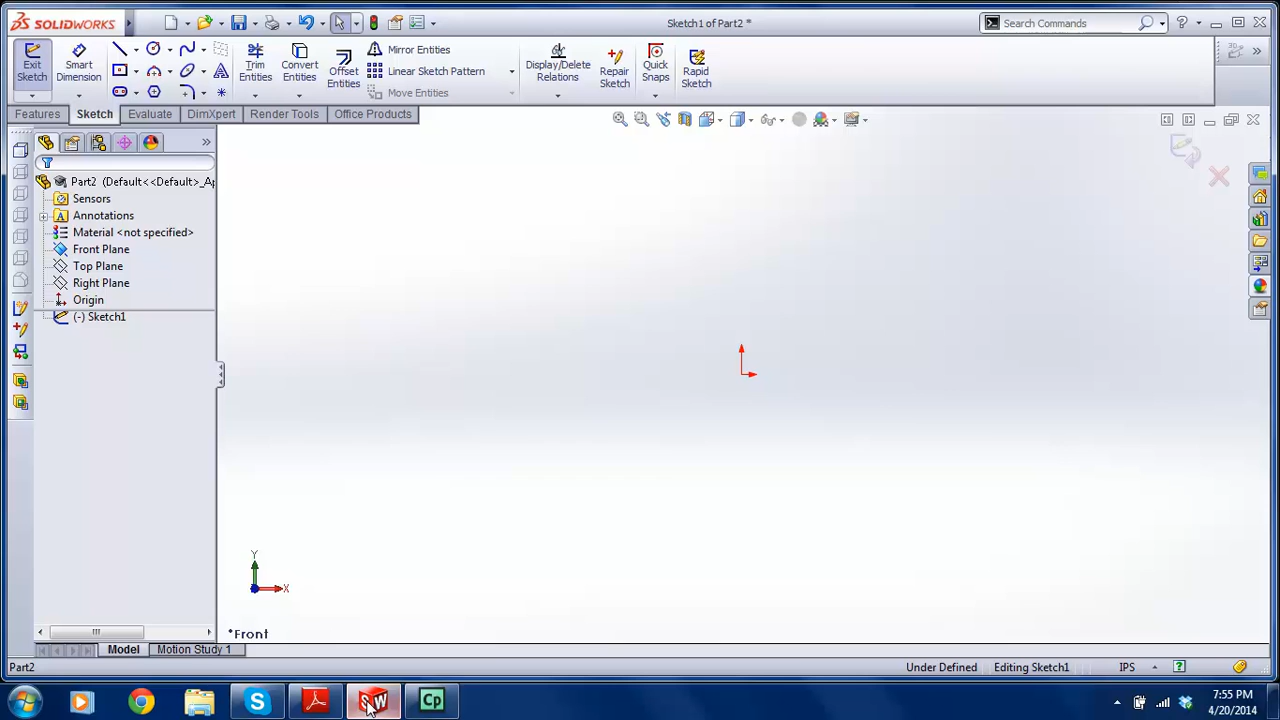 SOLIDWORKS
Sketch1 of Part2 *
Search Commands
Exit Sketch
Smart Dimension
Trim Entities
Convert Entities
Offset Entities
Mirror Entities
Linear Sketch Pattern
Move Entities
Display/Delete Relations
Repair Sketch
Quick Snaps
Rapid Sketch
Features
Sketch
Evaluate
DimXpert
Render Tools
Office Products
Part2 (Default<<Default>_Ap
Sensors
Annotations
Material <not specified>
Front Plane
Top Plane
Right Plane
Origin
(-) Sketch1
Y
X
*Front
Model
Motion Study 1
Part2
Under Defined
Editing Sketch1
IPS
7:55 PM
4/20/2014